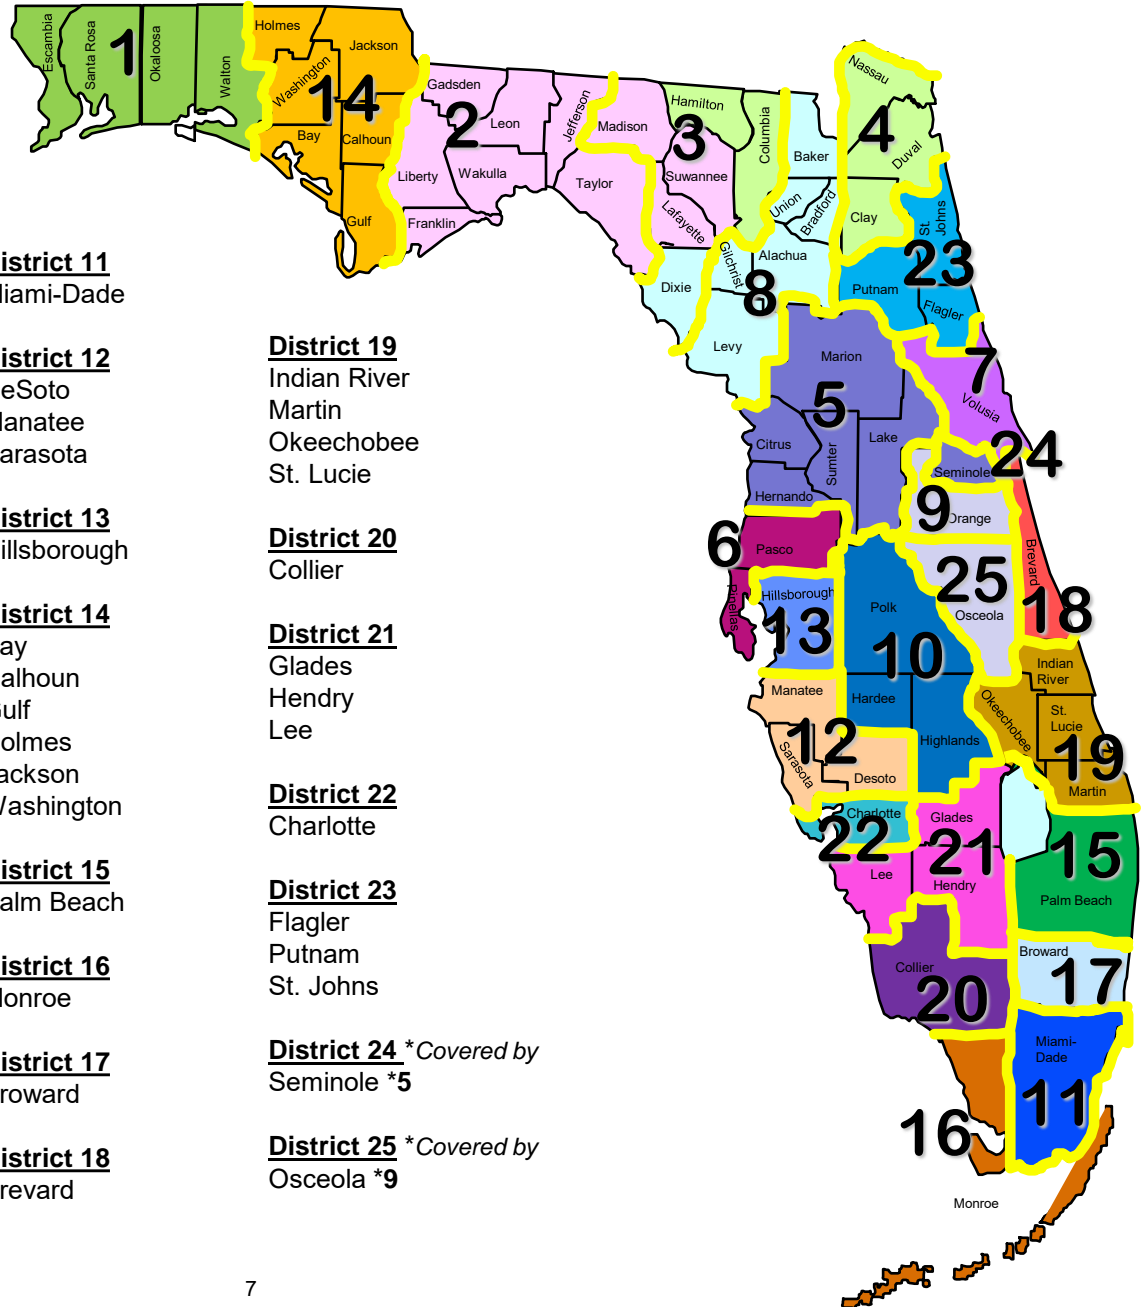 istrict 11
iami-Dade
istrict 12
eSoto
anatee
arasota
istrict 13
illsborough
istrict 14
ay
alhoun
ulf
olmes
ackson
ashington
istrict 15
alm Beach
istrict 16
onroe
istrict 17
roward
istrict 18
revard
District 19
Indian River
Martin
Okeechobee
St. Lucie
District 20
Collier
District 21
Glades
Hendry
Lee
District 22
Charlotte
District 23
Flagler
Putnam
St. Johns
District 24 *Covered by
Seminole *5
District 25 *Covered by
Osceola *9
7
Escambia
Santa Rosa
1
Okaloosa
Walton
Holmes
Jackson
Washington
14
Bay
Calhoun
Gulf
Gadsden
2
Leon
Jefferson
Liberty
Wakulla
Franklin
Taylor
Madison
Hamilton
3
Suwannee
Lafayette
Columbia
Baker
Union
Bradford
Nassau
4
Duval
Clay
St.
Johns
23
Putnam
Flagler
Gilchrist
Alachua
8
Dixie
Levy
Marion
5
Citrus
Sumter
Lake
Hernando
7
Volusia
24
Seminole
9
Orange
6
Pasco
Pinellas
Hillsborough
13
Polk
10
25
Osceola
Brevard
18
Manatee
Hardee
12
Sarasota
Desoto
Highlands
Okeechobee
Indian
River
St.
Lucie
19
Martin
Charlotte
22
Glades
21
Lee
Hendry
15
Palm Beach
Collier
20
Broward
17
Miami-
Dade
11
16
Monroe